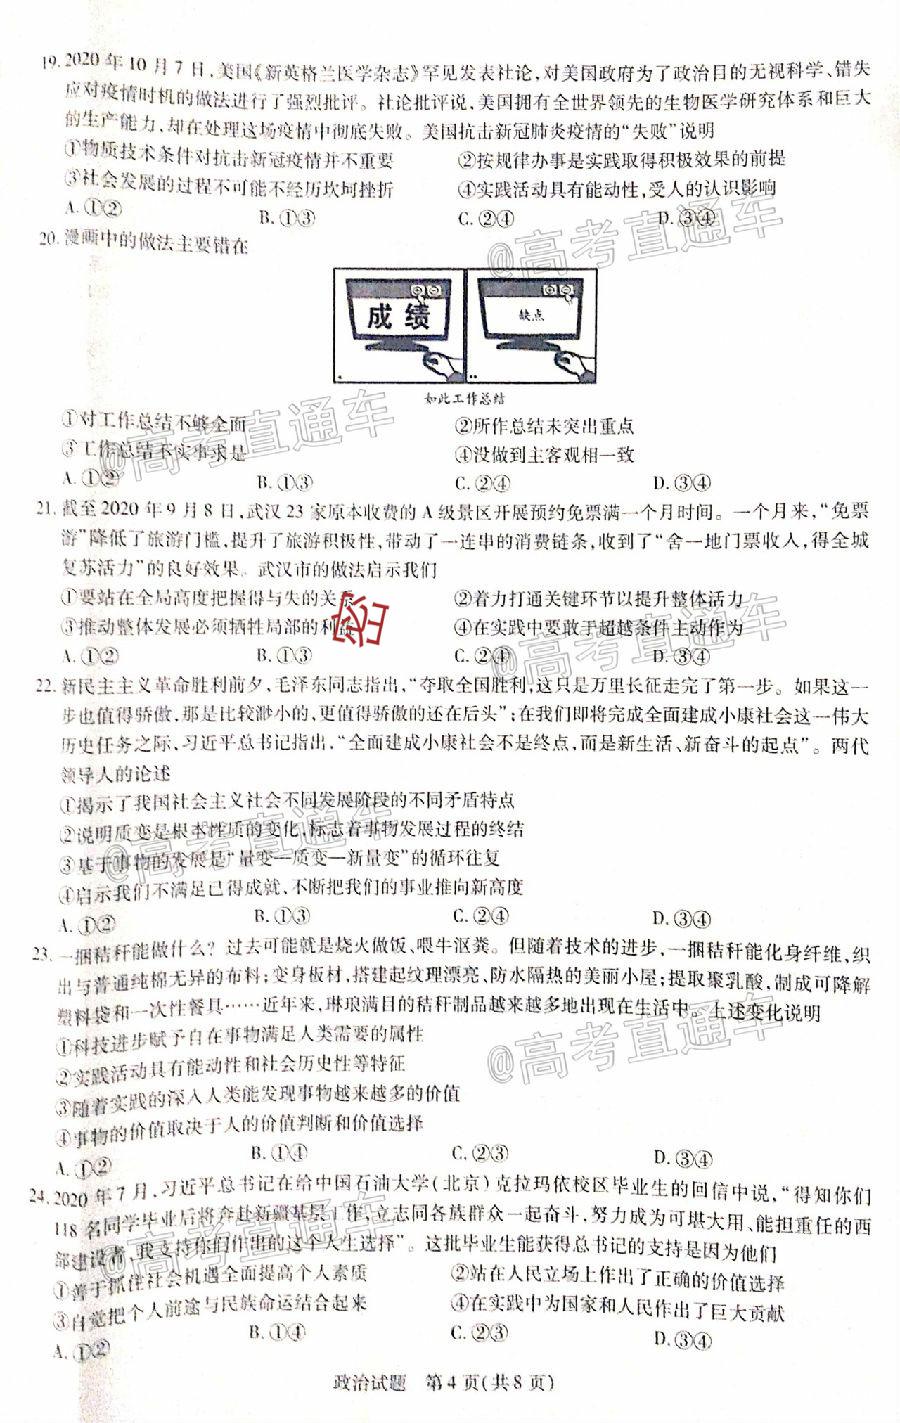 19. 2020 年 10 月 7 日,美国《新英格兰医学杂志》罕见发表社论,对美国政府为了政治目的无视科学、错失
应对疫情时机的做法进行了强烈批评。社论批评说,美国拥有全世界领先的生物医学研究体系和巨大
的生产能力,却在处理这场疫情中彻底失败。美国抗击新冠肺炎疫情的“失败”说明
①物质技术条件对抗击新冠疫情并不重要 ②按规律办事是实践取得积极效果的前提
③社会发展的过程不可能不经历坎坷挫折 ④实践活动具有能动性,受人的认识影响
A. ①② B. ①③ C. ②④ D. ③④
20. 漫画中的做法主要错在
成绩
缺点
如此工作总结
①对工作总结不够全面 ②所作总结未突出重点
③工作总结不实事求是 ④没做到主客观相一致
A. ①② B. ①③ C. ②④ D. ③④
21. 截至 2020 年 9 月 8 日,武汉 23 家原本收费的 A 级景区开展预约免票满一个月时间。一个月来,“免票
游”降低了旅游门槛,提升了旅游积极性,带动了一连串的消费链条,收到了“舍一地门票收入,得全城
复苏活力”的良好效果。武汉市的做法启示我们
①要站在全局高度把握得与失的关系 ②着力打通关键环节以提升整体活力
③推动整体发展必须牺牲局部的利益 ④在实践中要敢于超越条件主动作为
A. ①② B. ①③ C. ②④ D. ③④
密
22. 新民主主义革命胜利前夕,毛泽东同志指出,“夺取全国胜利,这只是万里长征走完了第一步。如果这一
步也值得骄傲,那是比较渺小的,更值得骄傲的还在后头”;在我们即将完成全面建成小康社会这一伟大
历史任务之际,习近平总书记指出,“全面建成小康社会不是终点,而是新生活、新奋斗的起点”。两代
领导人的论述
①揭示了我国社会主义社会不同发展阶段的不同矛盾特点
②说明质变是根本性质的变化,标志着事物发展过程的终结
③基于事物的发展是“量变—质变—新量变”的循环往复
④启示我们不满足已得成就,不断把我们的事业推向新高度
A. ①② B. ①③ C. ②④ D. ③④
23. 一捆秸秆能做什么？过去可能就是烧火做饭、喂牛沤粪。但随着技术的进步,一捆秸秆能化身纤维,织
出与普通纯棉无异的布料;变身板材,搭建起纹理漂亮、防水隔热的美丽小屋;提取聚乳酸,制成可降解
塑料袋和一次性餐具……近年来,琳琅满目的秸秆制品越来越多地出现在生活中。上述变化说明
①科技进步赋予自在事物满足人类需要的属性
②实践活动具有能动性和社会历史性等特征
③随着实践的深入人类能发现事物越来越多的价值
④事物的价值取决于人的价值判断和价值选择
A. ①② B. ①④ C. ②③ D. ③④
24. 2020 年 7 月,习近平总书记在给中国石油大学(北京)克拉玛依校区毕业生的回信中说,“得知你们
118 名同学毕业后将奔赴新疆基层工作,立志同各族群众一起奋斗,努力成为可堪大用、能担重任的西
部建设者,我支持你们作出的这个人生选择”。这批毕业生能获得总书记的支持是因为他们
①善于抓住社会机遇全面提高个人素质 ②站在人民立场上作出了正确的价值选择
③自觉把个人前途与民族命运结合起来 ④在实践中为国家和人民作出了巨大贡献
A. ①② B. ①④ C. ②③ D. ③④
政治试题 第 4 页(共 8 页)
@高考直通车
@高考直通车
@高考直通车
@高考直通车
@高考直通车
@高考直通车